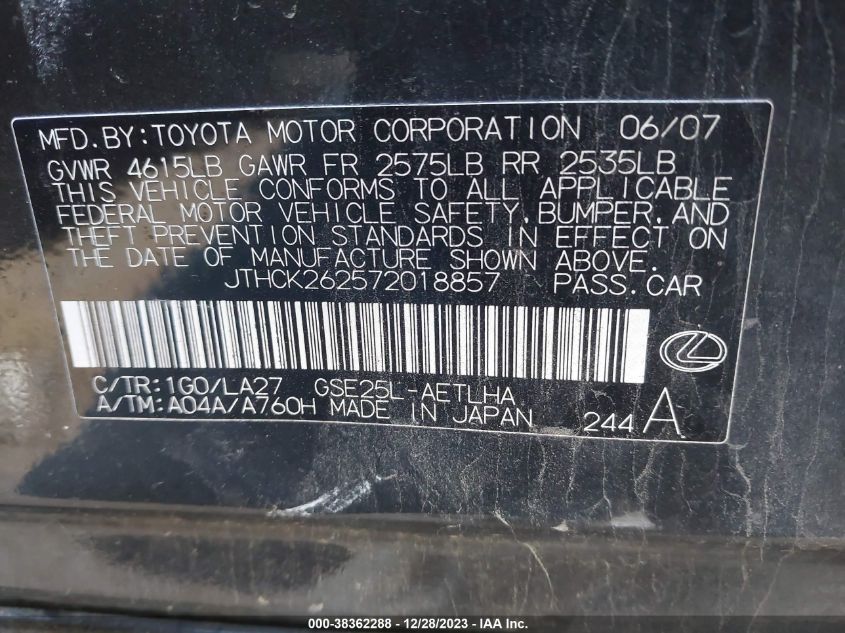 MFD.BY:TOYOTA MOTOR CORPORATION 06/07
GVWR 4615LB GAWR FR 2575LB RR 2535LB
THIS VEHICLE CONFORMS TO ALL APPLICABLE
FEDERAL MOTOR VEHICLE SAFETY,BUMPER,AND
THEFT PREVENTION STANDARDS IN EFFECT ON
THE DATE OF MANUFACTURE SHOWN ABOVE.
JTHCK262572018857 PASS.CAR
C/TR:1G0/LA27 GSE25L-AETLHA
A/TM:A04A/A760H MADE IN JAPAN 244 A
000-38362288 - 12/28/2023 - IAA Inc.